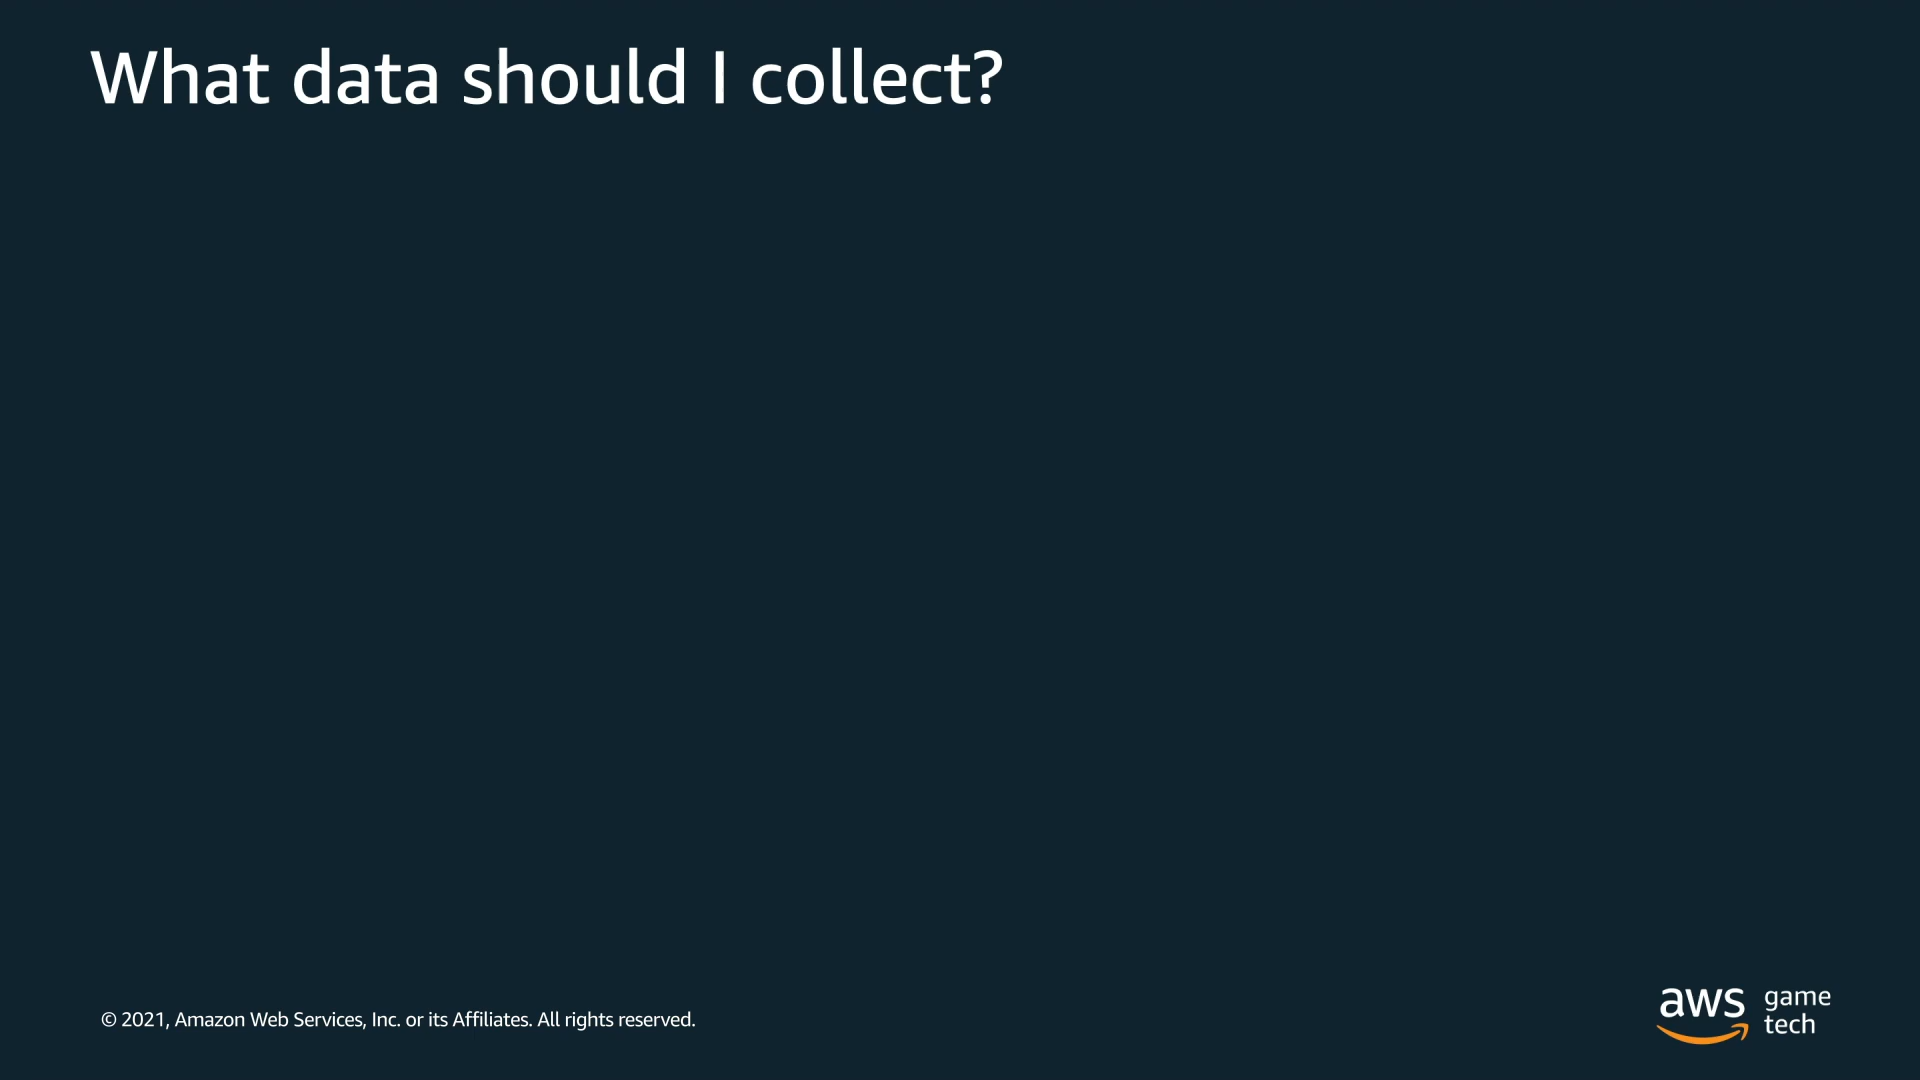 What data should I collect?
© 2021, Amazon Web Services, Inc. or its Affiliates. All rights reserved.
aws game
tech